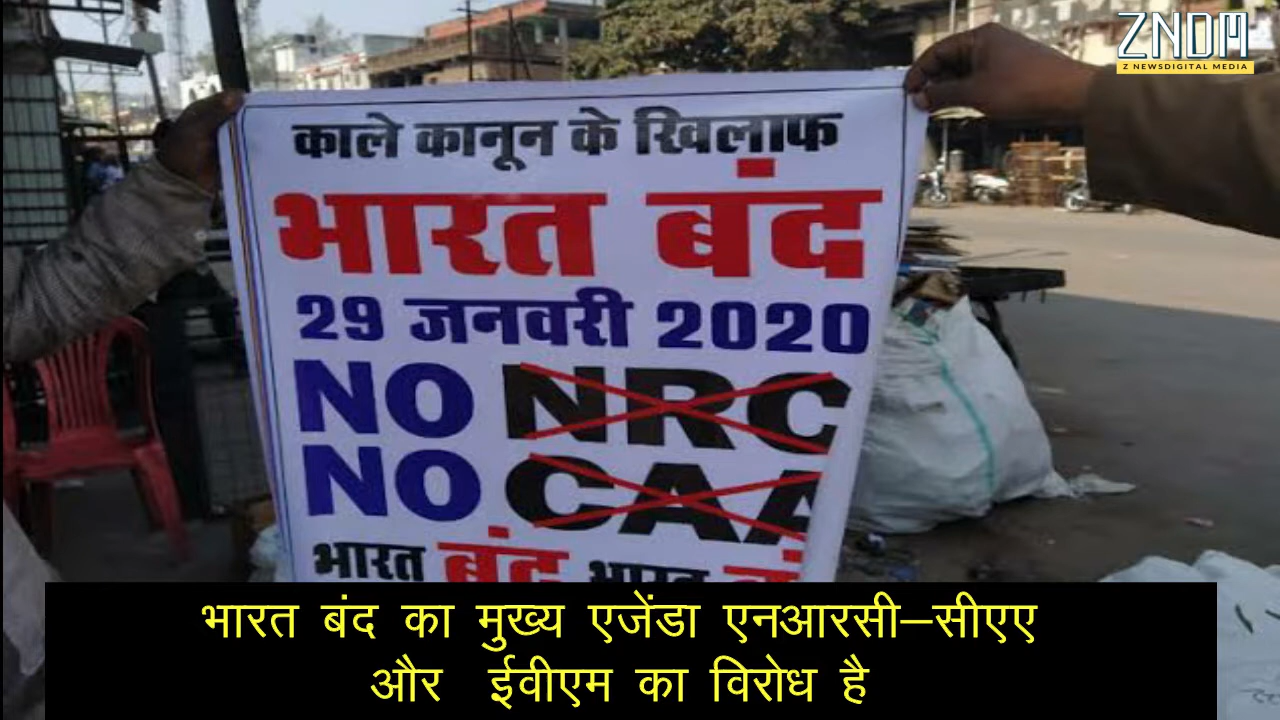 ZNDM
Z NEWSDIGITAL MEDIA
काले कानून के खिलाफ
भारत बंद
29 जनवरी 2020
NO NRC
NO CAA
भारत बंद भारत बं
भारत बंद का मुख्य एजेंडा एनआरसी–सीएए
और ईवीएम का विरोध है